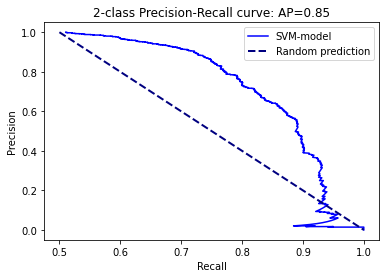 2-class Precision-Recall curve: AP=0.85
SVM-model
Random prediction
Precision
1.0
0.8
0.6
0.4
0.2
0.0
0.5 0.6 0.7 0.8 0.9 1.0
Recall